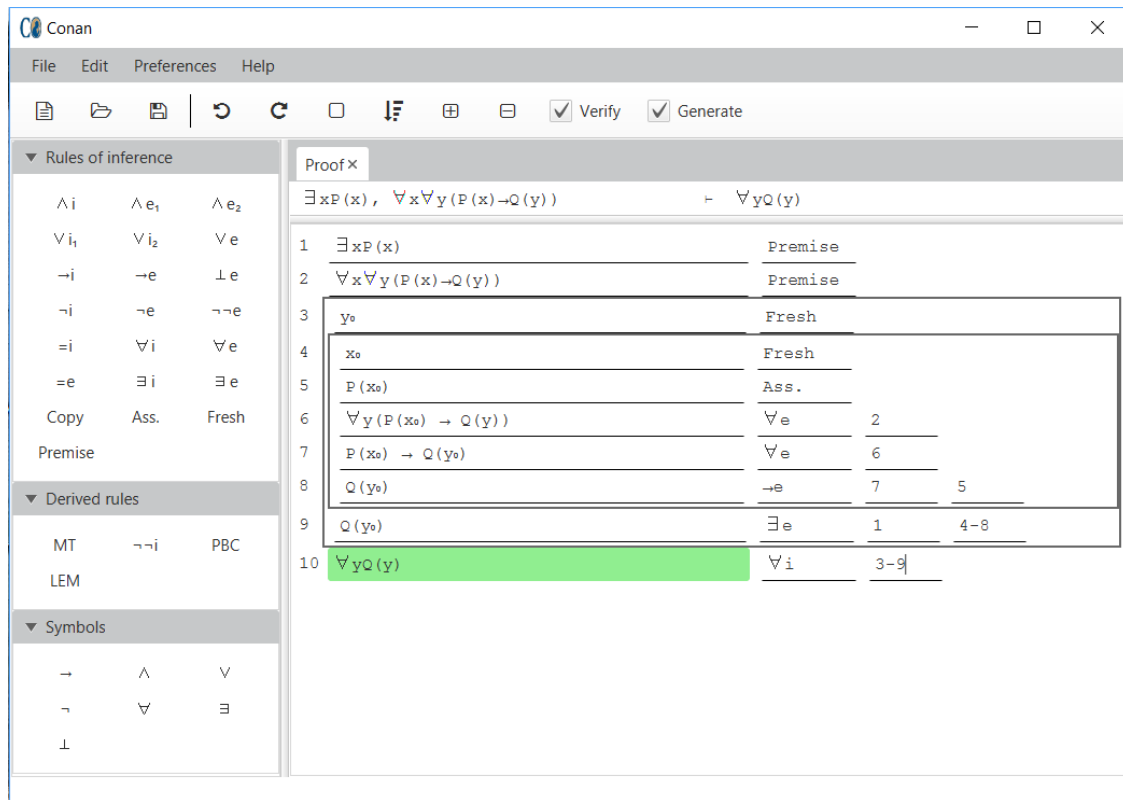 Conan
File Edit Preferences Help
Verify Generate
Rules of inference
∧i ∧e₁ ∧e₂
∨i₁ ∨i₂ ∨e
→i →e ⊥e
¬i ¬e ¬¬e
=i ∀i ∀e
=e ∃i ∃e
Copy Ass. Fresh
Premise
Derived rules
MT ¬¬i PBC
LEM
Symbols
→ ∧ ∨
¬ ∀ ∃
⊥
Proof×
∃xP(x), ∀x∀y(P(x)→Q(y)) ⊢ ∀yQ(y)
1 ∃xP(x) Premise
2 ∀x∀y(P(x)→Q(y)) Premise
3 y₀ Fresh
4 x₀ Fresh
5 P(x₀) Ass.
6 ∀y(P(x₀) → Q(y)) ∀e 2
7 P(x₀) → Q(y₀) ∀e 6
8 Q(y₀) →e 7 5
9 Q(y₀) ∃e 1 4-8
10 ∀yQ(y) ∀i 3-9